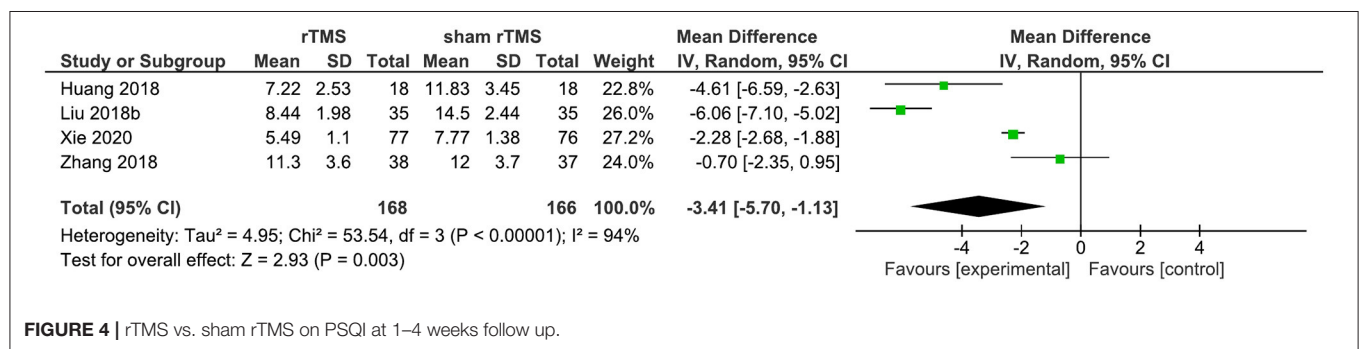 rTMS sham rTMS Mean Difference Mean Difference
Study or Subgroup Mean SD Total Mean SD Total Weight IV, Random, 95% CI IV, Random, 95% CI
Huang 2018 7.22 2.53 18 11.83 3.45 18 22.8% -4.61 [-6.59, -2.63]
Liu 2018b 8.44 1.98 35 14.5 2.44 35 26.0% -6.06 [-7.10, -5.02]
Xie 2020 5.49 1.1 77 7.77 1.38 76 27.2% -2.28 [-2.68, -1.88]
Zhang 2018 11.3 3.6 38 12 3.7 37 24.0% -0.70 [-2.35, 0.95]
Total (95% CI) 168 166 100.0% -3.41 [-5.70, -1.13]
Heterogeneity: Tau² = 4.95; Chi² = 53.54, df = 3 (P < 0.00001); I² = 94%
Test for overall effect: Z = 2.93 (P = 0.003)
-4 -2 0 2 4
Favours [experimental] Favours [control]
FIGURE 4 | rTMS vs. sham rTMS on PSQI at 1–4 weeks follow up.